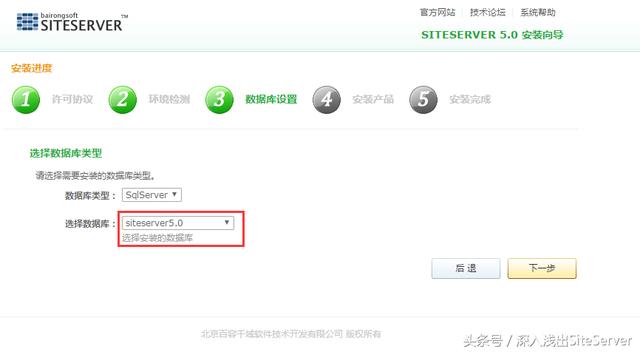 bairongsoft
SITESERVER™
官方网站 | 技术论坛 | 系统帮助
SITESERVER 5.0 安装向导
安装进度
1 许可协议 2 环境检测 3 数据库设置 4 安装产品 5 安装完成
选择数据库类型
请选择需要安装的数据库类型。
数据库类型： SqlServer
选择数据库： siteserver5.0
选择安装的数据库
后 退 下一步
北京百容千域软件技术开发有限公司 版权所有
头条号 / 深入浅出SiteServer